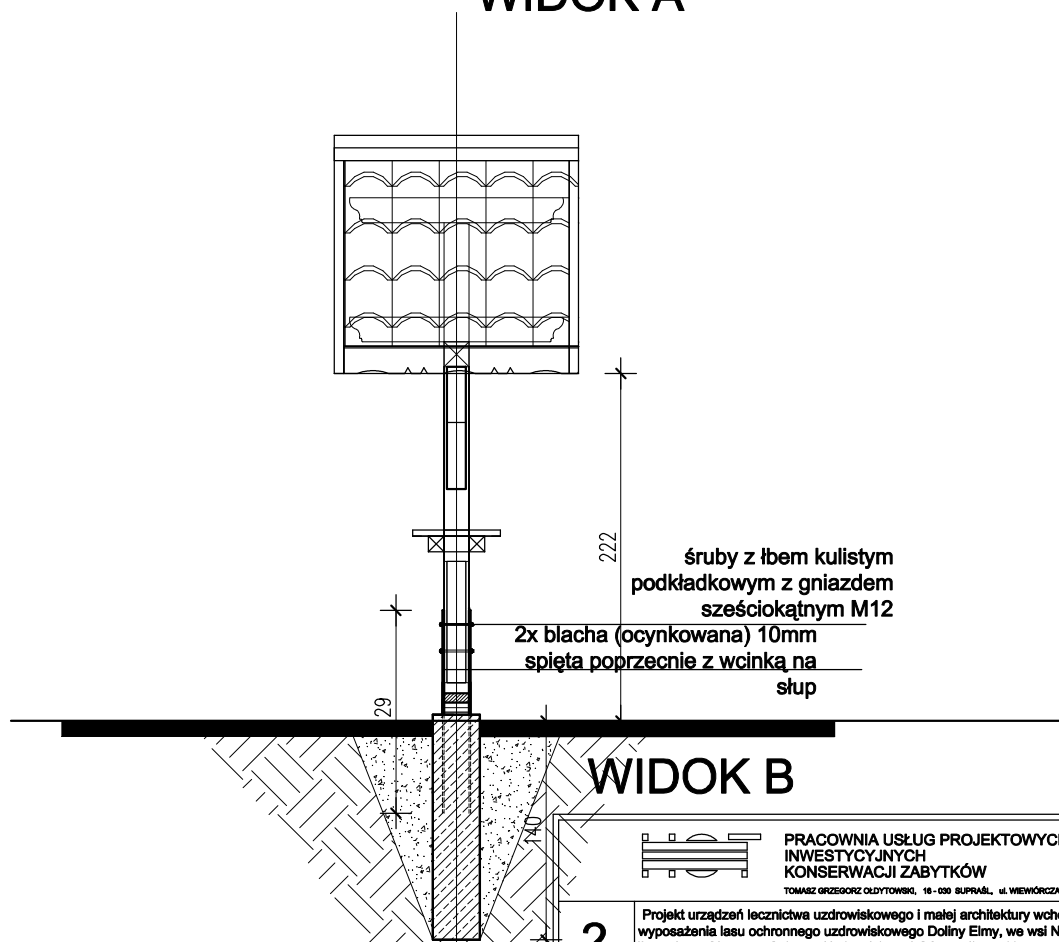 WIDOK A
222
śruby z łbem kulistym
podkładkowym z gniazdem
sześciokątnym M12
2x blacha (ocynkowana) 10mm
spięta poprzecznie z wcinką na
słup
29
WIDOK B
140
PRACOWNIA USŁUG PROJEKTOWYCH
INWESTYCYJNYCH
KONSERWACJI ZABYTKÓW
TOMASZ GRZEGORZ OŁDYTOWSKI, 16-030 SUPRAŚL, ul. WIEWIÓRCZA
2
Projekt urządzeń lecznictwa uzdrowiskowego i małej architektury wcho
wyposażenia lasu ochronnego uzdrowiskowego Doliny Elmy, we wsi N